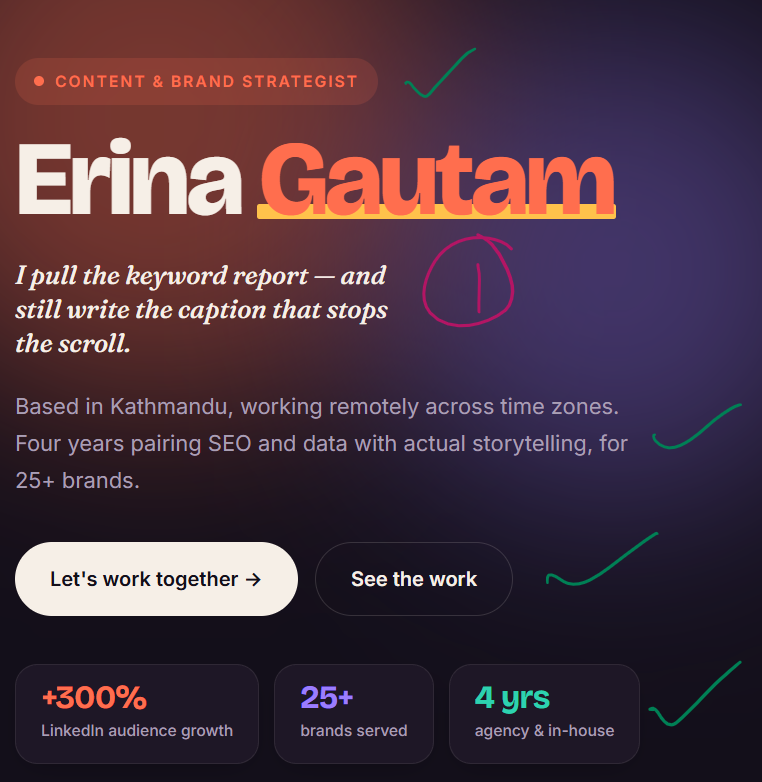 CONTENT & BRAND STRATEGIST
Erina Gautam
I pull the keyword report — and
still write the caption that stops
the scroll.
1
Based in Kathmandu, working remotely across time zones.
Four years pairing SEO and data with actual storytelling, for
25+ brands.
Let's work together →
See the work
+300%
LinkedIn audience growth
25+
brands served
4 yrs
agency & in-house